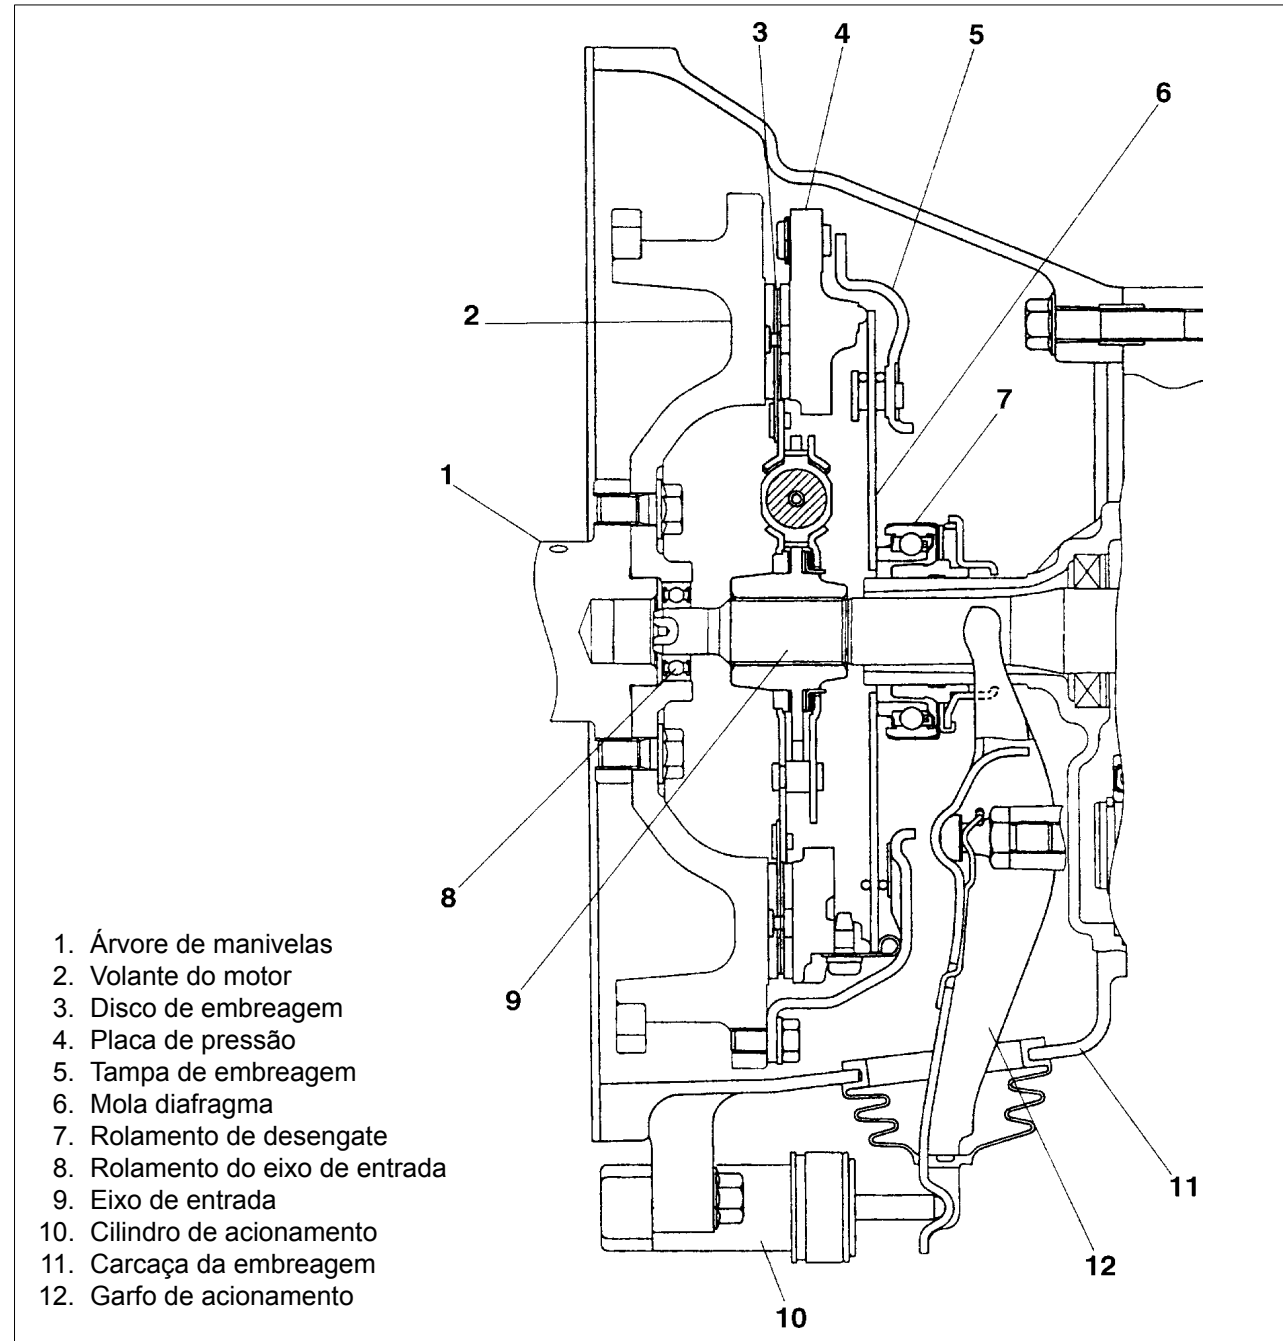 3 4 5
6
2
7
1
8
9
1. Árvore de manivelas
2. Volante do motor
3. Disco de embreagem
4. Placa de pressão
5. Tampa de embreagem
6. Mola diafragma
7. Rolamento de desengate
8. Rolamento do eixo de entrada
9. Eixo de entrada
10. Cilindro de acionamento
11. Carcaça da embreagem
12. Garfo de acionamento
11
12
10